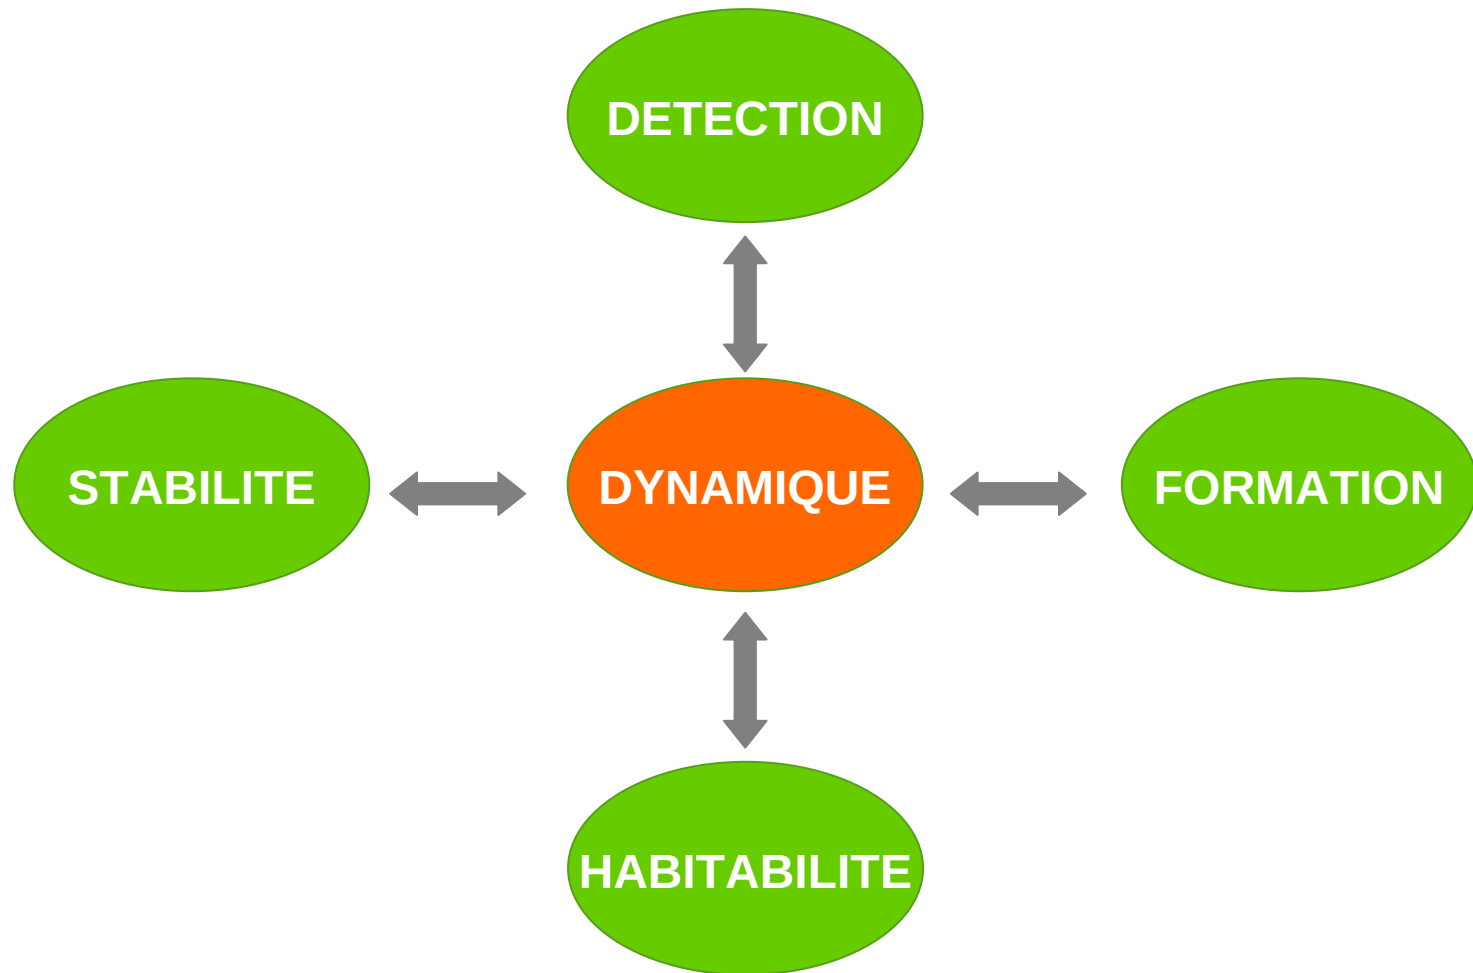 DETECTION
STABILITE
DYNAMIQUE
FORMATION
HABITABILITE